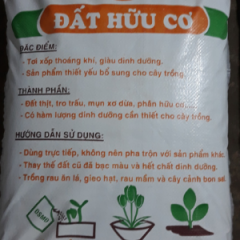 ĐẤT HỮU CƠ
ĐẶC ĐIỂM:
- Tơi xốp thoáng khí, giàu dinh dưỡng.
- Sản phẩm thiết yếu bổ sung cho cây trồng.
THÀNH PHẦN:
- Đất thịt, tro trấu, mụn xơ dừa, phân hữu cơ...
- Có hàm lượng dinh dưỡng cần thiết cho cây trồng.
HƯỚNG DẪN SỬ DỤNG:
- Dùng trực tiếp, không nên pha trộn với sản phẩm khác.
- Thay thế đất cũ đã bạc màu và hết chất dinh dưỡng.
- Trồng rau ăn lá, gieo hạt, rau mầm và cây cảnh bon sai.